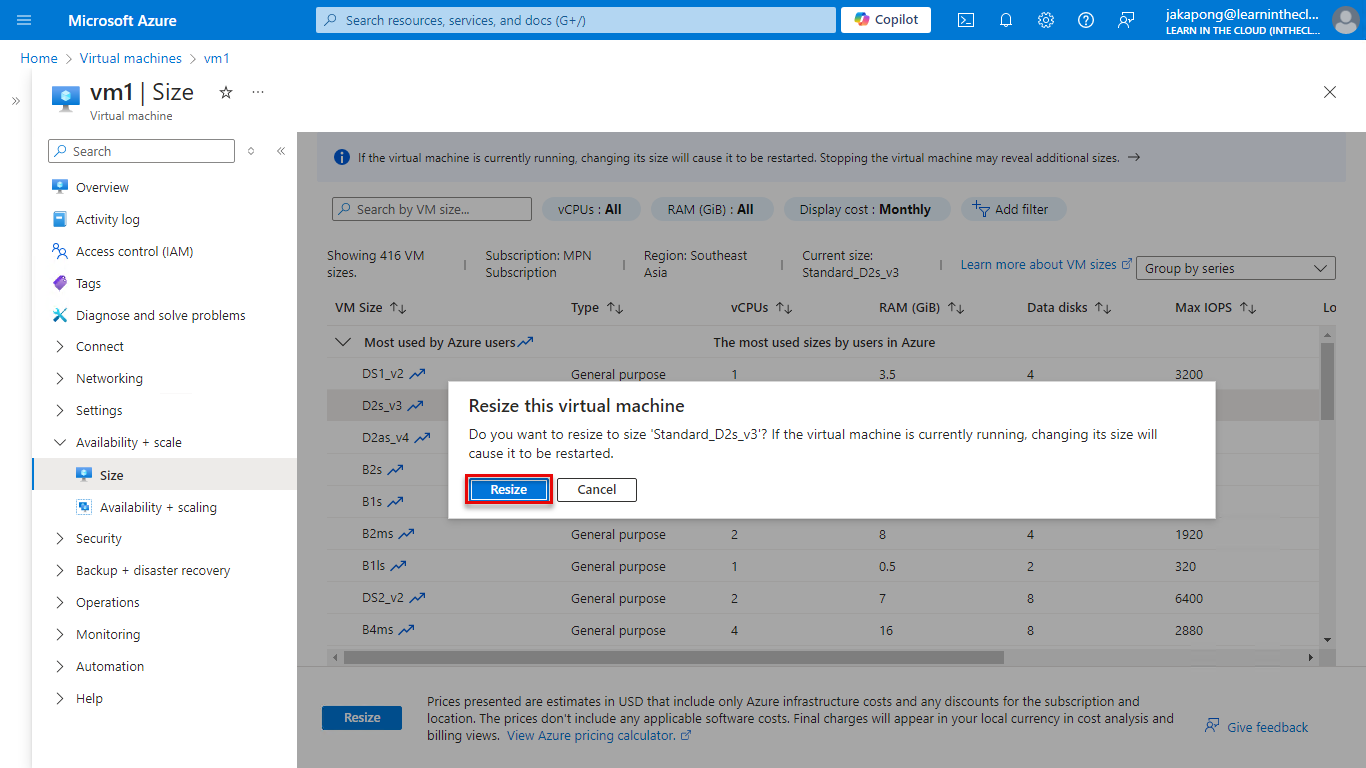 Microsoft Azure
Search resources, services, and docs (G+/)
Copilot
jakapong@learninthecl...
LEARN IN THE CLOUD (INTHECL...
Home > Virtual machines > vm1
vm1 | Size
Virtual machine
Search
Overview
Activity log
Access control (IAM)
Tags
Diagnose and solve problems
Connect
Networking
Settings
Availability + scale
Size
Availability + scaling
Security
Backup + disaster recovery
Operations
Monitoring
Automation
Help
If the virtual machine is currently running, changing its size will cause it to be restarted. Stopping the virtual machine may reveal additional sizes. →
Search by VM size...
vCPUs : All
RAM (GiB) : All
Display cost : Monthly
Add filter
Showing 416 VM sizes.
Subscription: MPN Subscription
Region: Southeast Asia
Current size: Standard_D2s_v3
Learn more about VM sizes
Group by series
VM Size Type vCPUs RAM (GiB) Data disks Max IOPS Lo
Most used by Azure users The most used sizes by users in Azure
DS1_v2 General purpose 1 3.5 4 3200
D2s_v3
D2as_v4
B2s
B1s
Resize this virtual machine
Do you want to resize to size 'Standard_D2s_v3'? If the virtual machine is currently running, changing its size will
cause it to be restarted.
Resize Cancel
B2ms General purpose 2 8 4 1920
B1ls General purpose 1 0.5 2 320
DS2_v2 General purpose 2 7 8 6400
B4ms General purpose 4 16 8 2880
Resize
Prices presented are estimates in USD that include only Azure infrastructure costs and any discounts for the subscription and
location. The prices don't include any applicable software costs. Final charges will appear in your local currency in cost analysis and
billing views. View Azure pricing calculator.
Give feedback